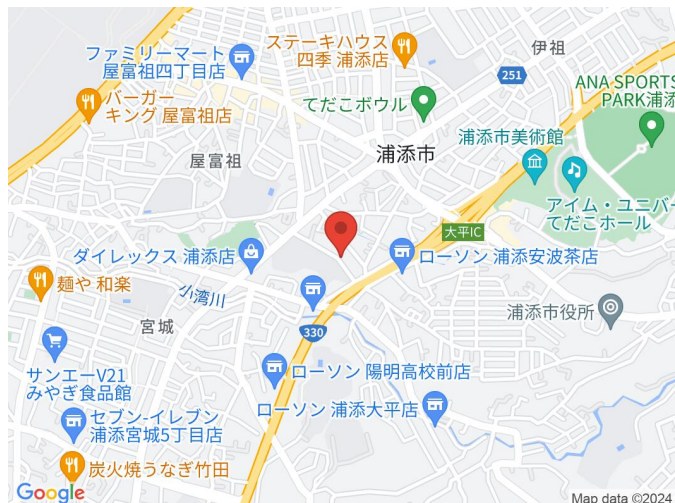 ファミリーマート
屋富祖四丁目店
ステーキハウス
四季 浦添店
伊祖
251
ANA SPORTS
PARK浦添
バーガー
キング 屋富祖店
てだこボウル
屋富祖
浦添市
浦添市美術館
アイム・ユニバー
てだこホール
大平IC
ダイレックス 浦添店
ローソン 浦添安波茶店
麺や 和楽
小湾川
宮城
330
浦添市役所
サンエーV21
みやぎ食品館
ローソン 陽明高校前店
ローソン 浦添大平店
セブン-イレブン
浦添宮城5丁目店
炭火焼うなぎ竹田
Google
Map data ©2024